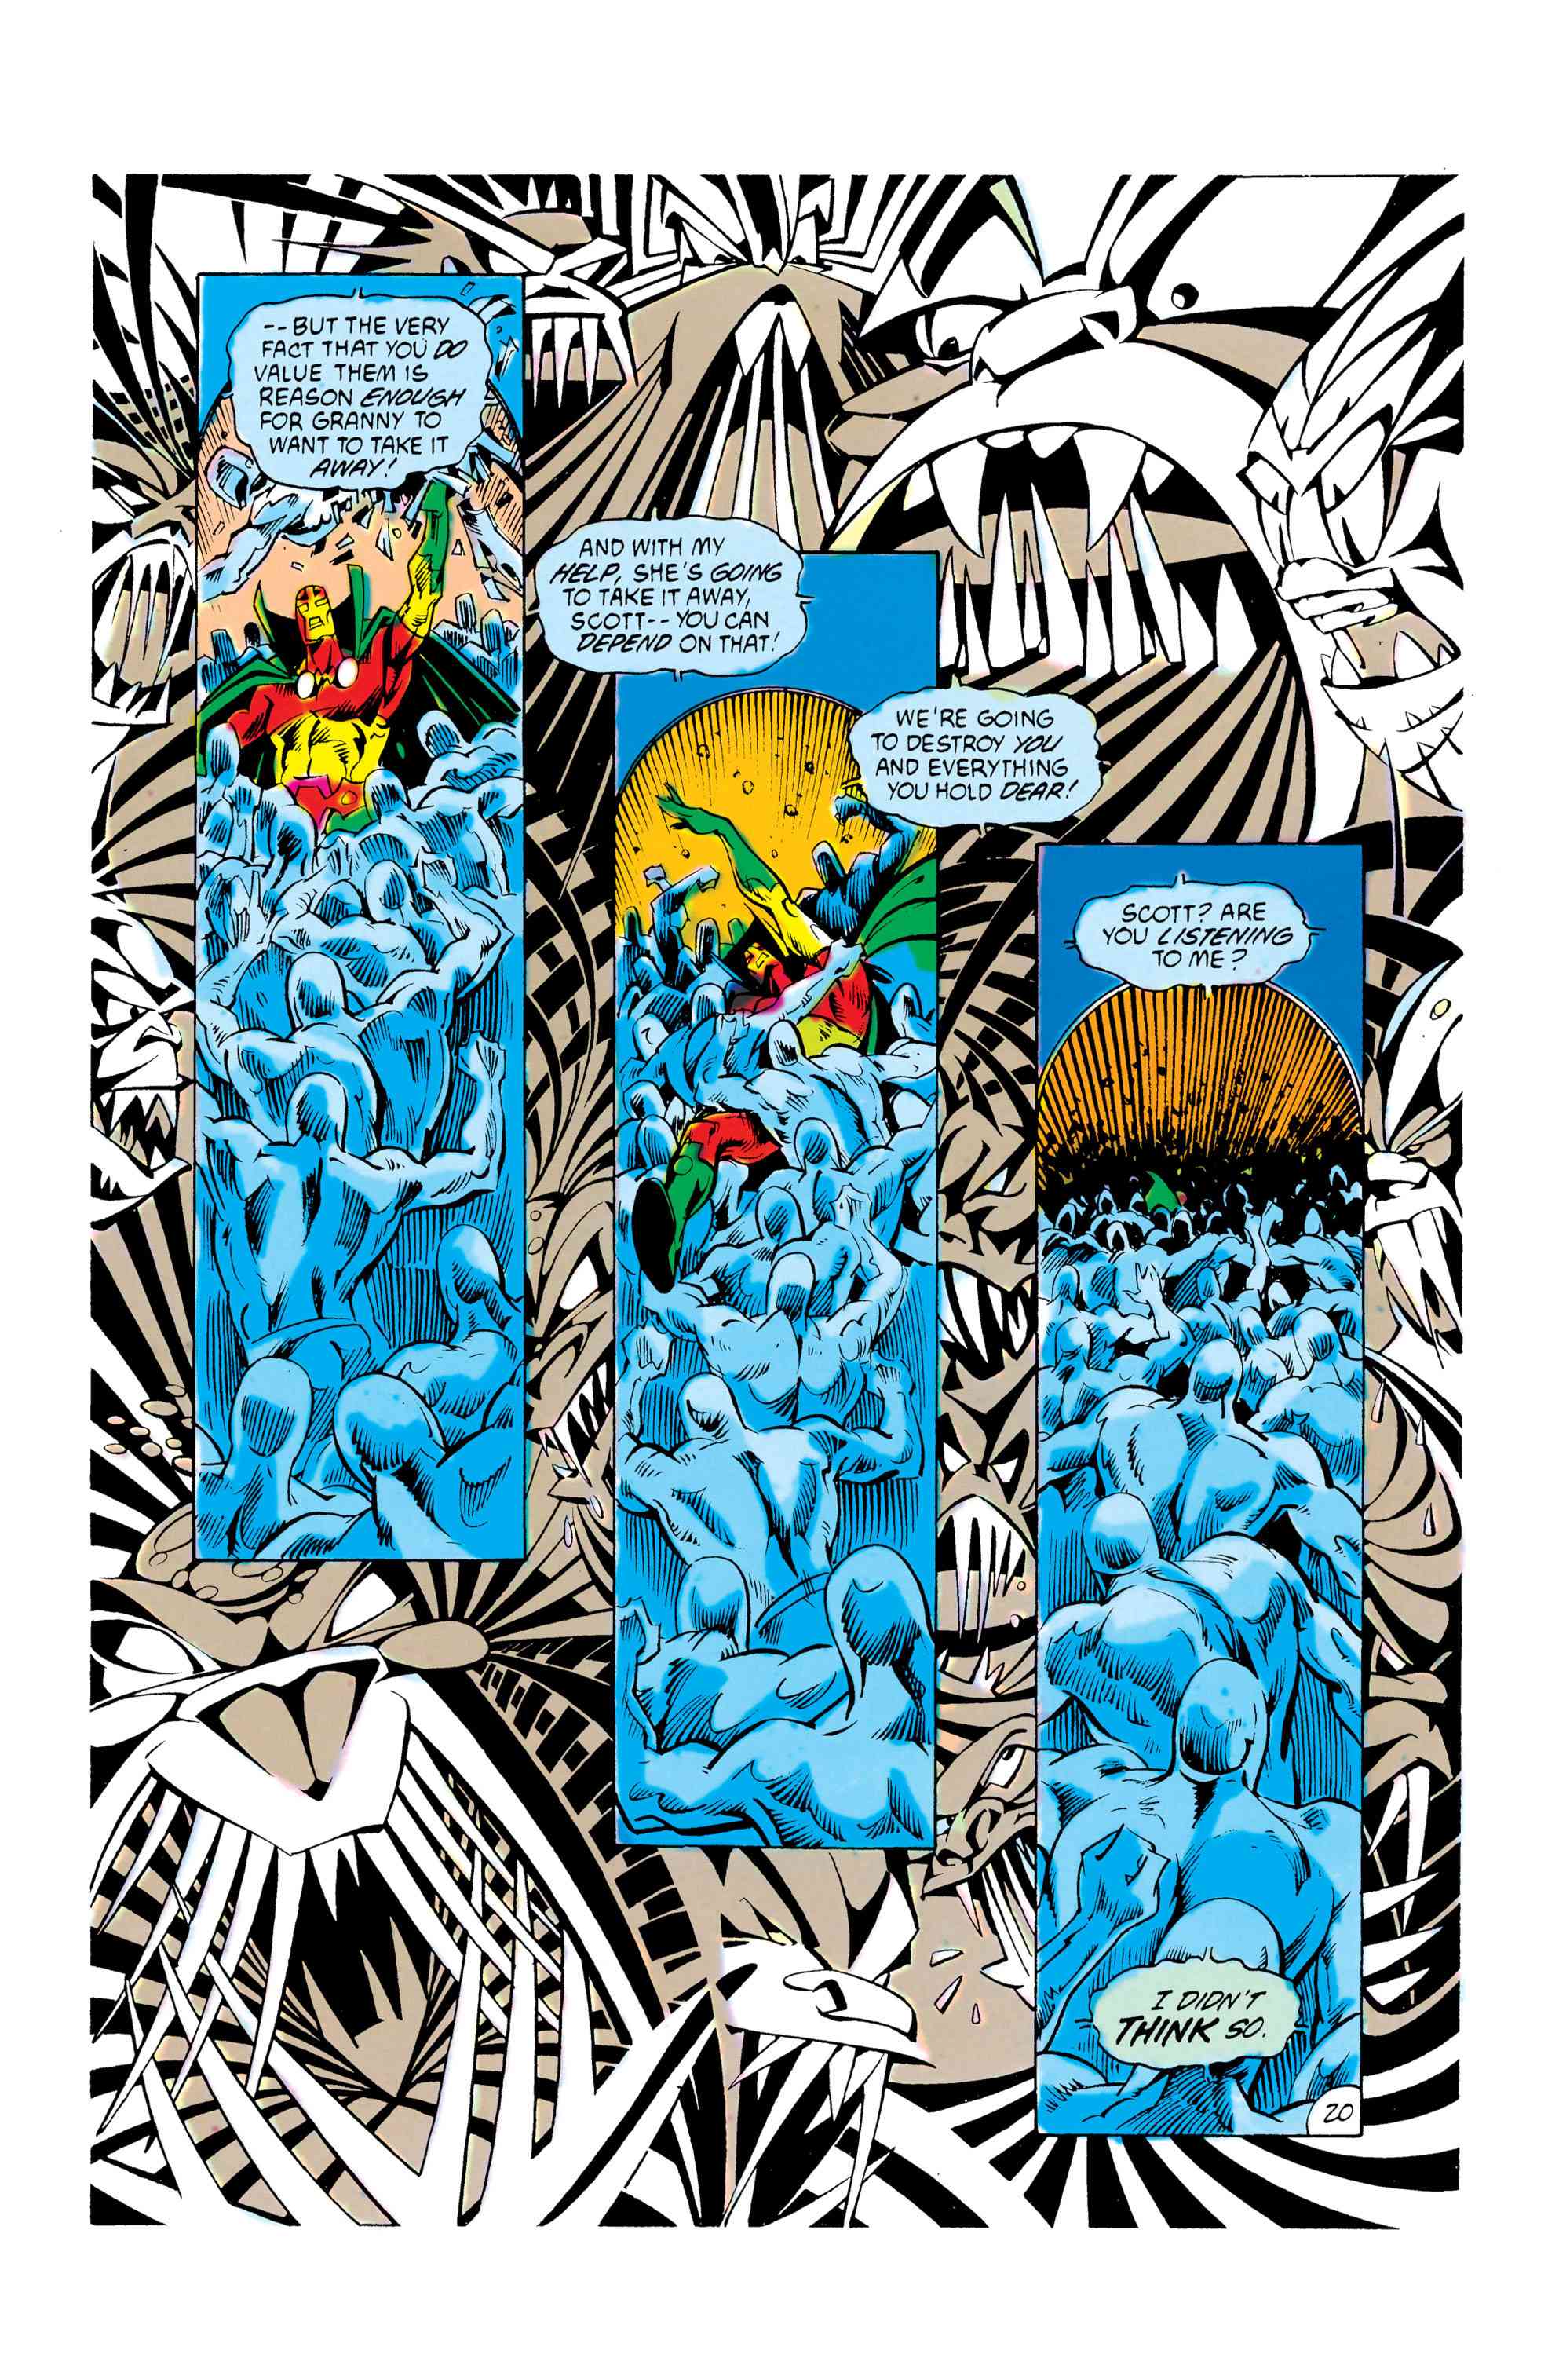 -- BUT THE VERY
FACT THAT YOU DO
VALUE THEM IS
REASON ENOUGH
FOR GRANNY TO
WANT TO TAKE IT
AWAY!
AND WITH MY
HELP, SHE'S GOING
TO TAKE IT AWAY,
SCOTT-- YOU CAN
DEPEND ON THAT!
WE'RE GOING
TO DESTROY YOU
AND EVERYTHING
YOU HOLD DEAR!
SCOTT? ARE
YOU LISTENING
TO ME?
I DIDN'T
THINK SO.
20